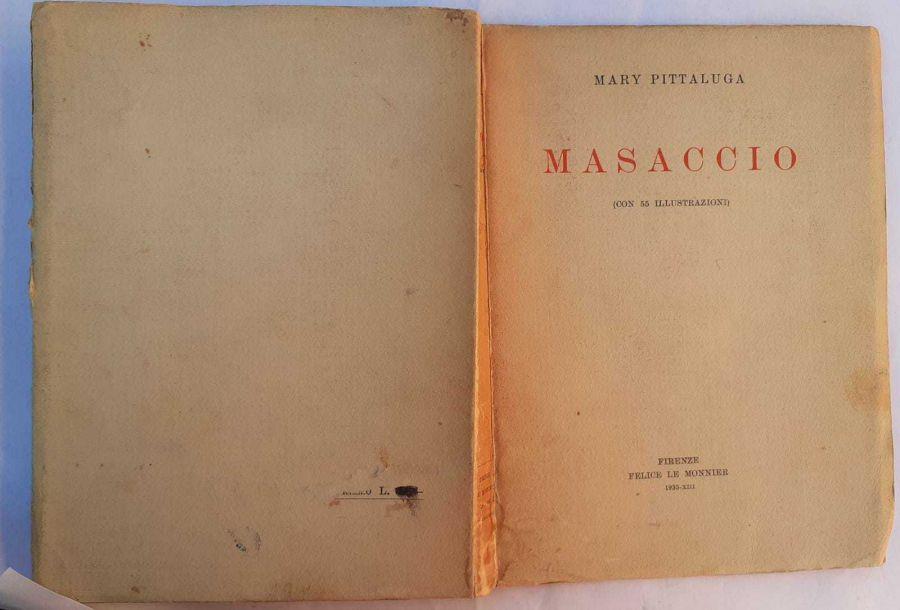 MARY PITTALUGA
MASACCIO
(CON 55 ILLUSTRAZIONI)
FIRENZE
FELICE LE MONNIER
1935-XIII
L.